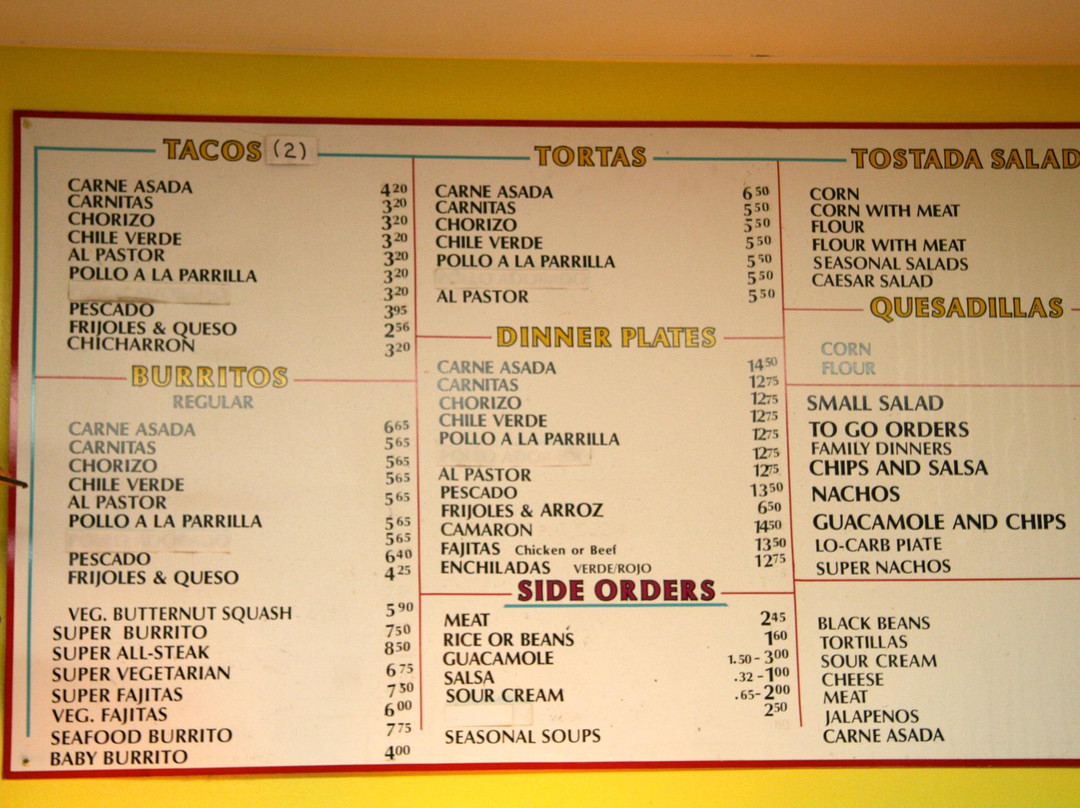 TACOS (2)
CARNE ASADA 4.20
CARNITAS 3.20
CHORIZO 3.20
CHILE VERDE 3.20
AL PASTOR 3.20
POLLO A LA PARRILLA 3.20
3.20
PESCADO 3.95
FRIJOLES & QUESO 2.56
CHICHARRON 3.20
BURRITOS
REGULAR
CARNE ASADA 6.65
CARNITAS 5.65
CHORIZO 5.65
CHILE VERDE 5.65
AL PASTOR 5.65
POLLO A LA PARRILLA 5.65
5.65
PESCADO 6.40
FRIJOLES & QUESO 4.25
VEG. BUTTERNUT SQUASH 5.90
SUPER BURRITO 7.50
SUPER ALL-STEAK 8.50
SUPER VEGETARIAN 6.75
SUPER FAJITAS 7.50
VEG. FAJITAS 6.00
SEAFOOD BURRITO 7.75
BABY BURRITO 4.00
TORTAS
CARNE ASADA 6.50
CARNITAS 5.50
CHORIZO 5.50
CHILE VERDE 5.50
POLLO A LA PARRILLA 5.50
5.50
AL PASTOR 5.50
DINNER PLATES
CARNE ASADA 14.50
CARNITAS 12.75
CHORIZO 12.75
CHILE VERDE 12.75
POLLO A LA PARRILLA 12.75
12.75
AL PASTOR 12.75
PESCADO 13.50
FRIJOLES & ARROZ 6.50
CAMARON 14.50
FAJITAS Chicken or Beef 13.50
ENCHILADAS VERDE/ROJO 12.75
SIDE ORDERS
MEAT 2.45
RICE OR BEANS 1.60
GUACAMOLE 1.50-3.00
SALSA .32-1.00
SOUR CREAM .65-2.00
2.50
SEASONAL SOUPS
TOSTADA SALAD
CORN
CORN WITH MEAT
FLOUR
FLOUR WITH MEAT
SEASONAL SALADS
CAESAR SALAD
QUESADILLAS
CORN
FLOUR
SMALL SALAD
TO GO ORDERS
FAMILY DINNERS
CHIPS AND SALSA
NACHOS
GUACAMOLE AND CHIPS
LO-CARB PLATE
SUPER NACHOS
BLACK BEANS
TORTILLAS
SOUR CREAM
CHEESE
MEAT
JALAPENOS
CARNE ASADA